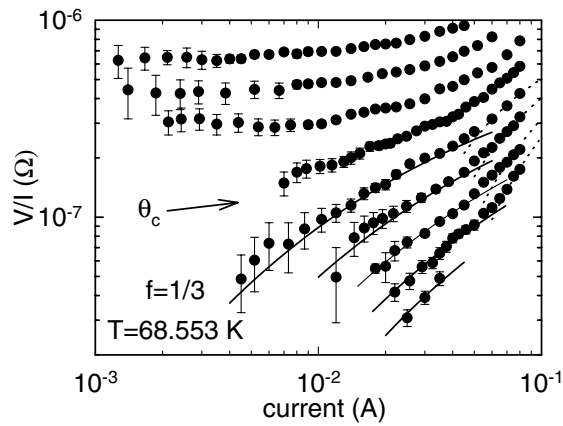 10⁻⁶
10⁻⁷
V/I (Ω)
θc
f=1/3
T=68.553 K
10⁻³ 10⁻² 10⁻¹
current (A)